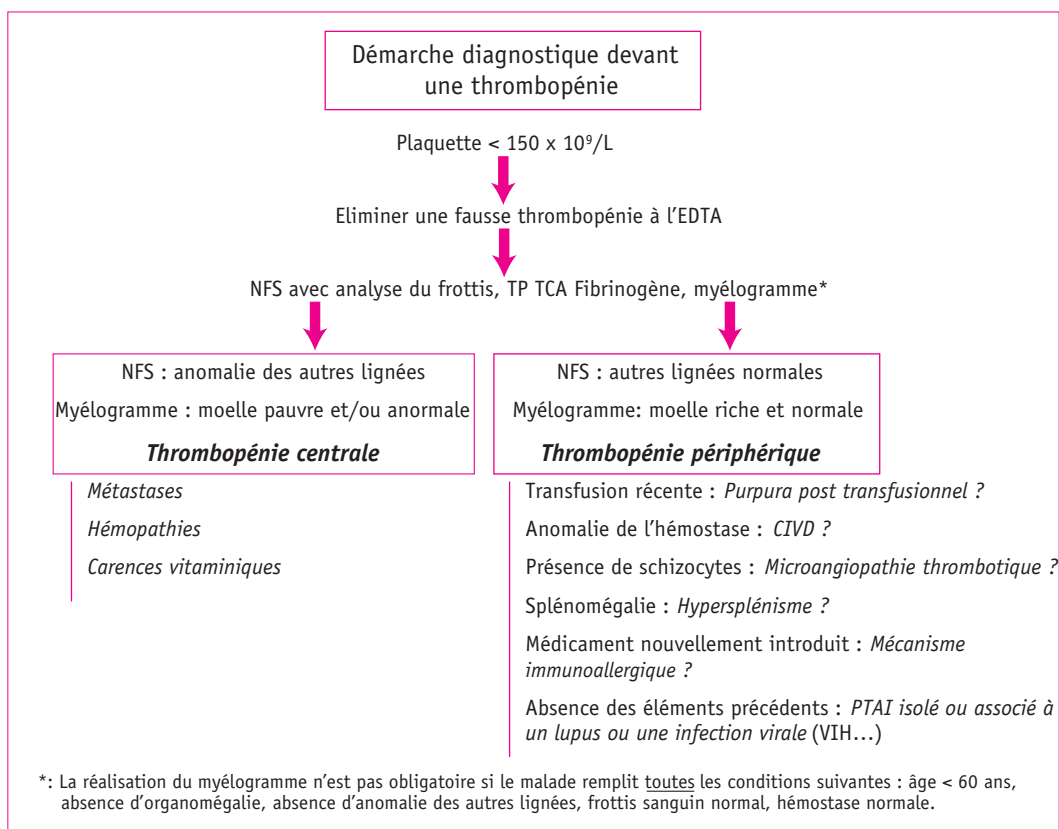 Démarche diagnostique devant
une thrombopénie
Plaquette < 150 x 10⁹/L
Eliminer une fausse thrombopénie à l'EDTA
NFS avec analyse du frottis, TP TCA Fibrinogène, myélogramme*
NFS : anomalie des autres lignées
Myélogramme : moelle pauvre et/ou anormale
Thrombopénie centrale
Métastases
Hémopathies
Carences vitaminiques
NFS : autres lignées normales
Myélogramme: moelle riche et normale
Thrombopénie périphérique
Transfusion récente : Purpura post transfusionnel ?
Anomalie de l'hémostase : CIVD ?
Présence de schizocytes : Microangiopathie thrombotique ?
Splénomégalie : Hypersplénisme ?
Médicament nouvellement introduit : Mécanisme
immunoallergique ?
Absence des éléments précédents : PTAI isolé ou associé à
un lupus ou une infection virale (VIH...)
*: La réalisation du myélogramme n'est pas obligatoire si le malade remplit toutes les conditions suivantes : âge < 60 ans,
absence d'organomégalie, absence d'anomalie des autres lignées, frottis sanguin normal, hémostase normale.